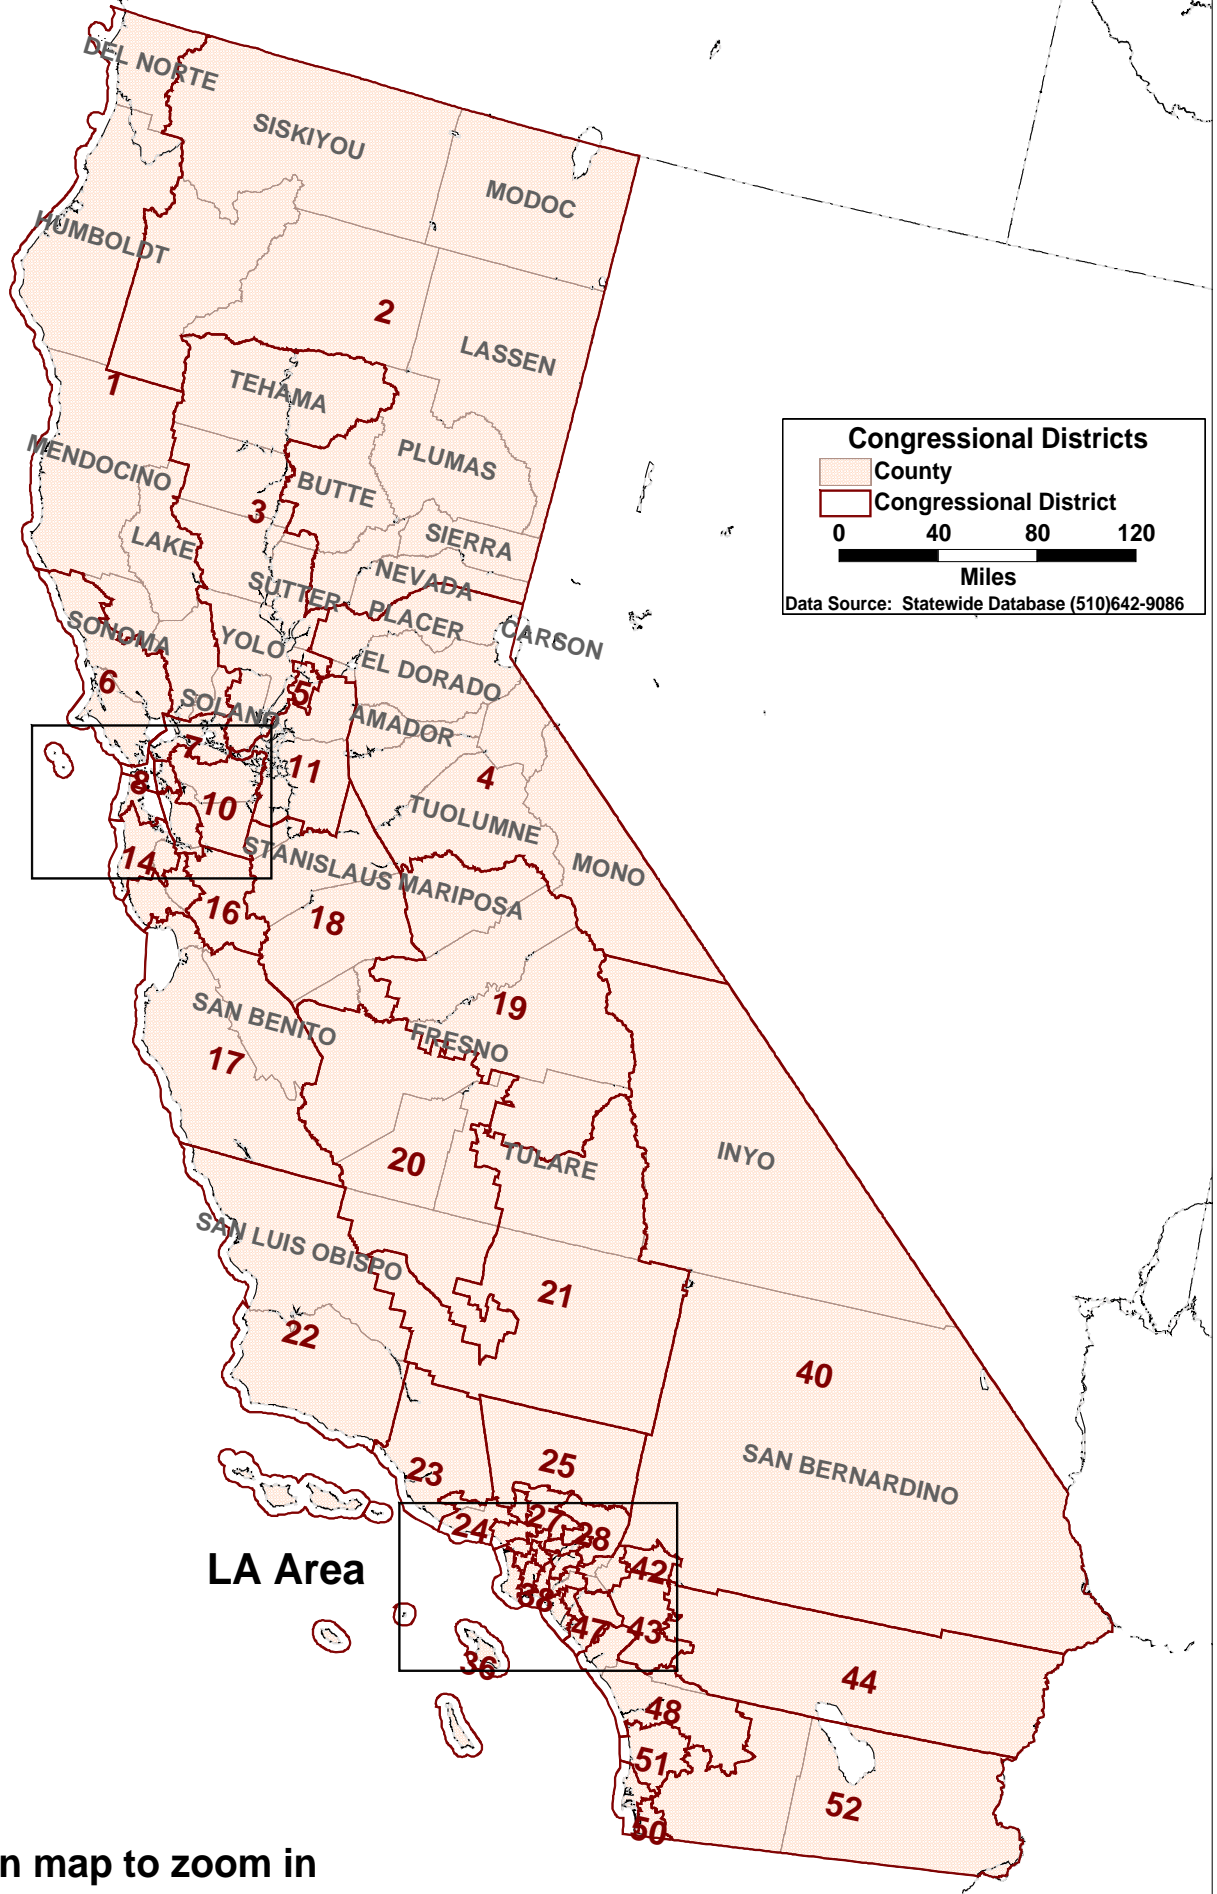 DEL NORTE
SISKIYOU
MODOC
HUMBOLDT
2
LASSEN
1
TEHAMA
Congressional Districts
County
Congressional District
0 40 80 120
Miles
Data Source: Statewide Database (510)642-9086
MENDOCINO
PLUMAS
BUTTE
3
LAKE
SIERRA
NEVADA
SUTTER
PLACER
CARSON
SONOMA
YOLO
EL DORADO
6
5
SOLANO
AMADOR
7
11
4
8
10
TUOLUMNE
14
STANISLAUS
MARIPOSA
MONO
16
18
19
SAN BENITO
FRESNO
17
20
TULARE
INYO
SAN LUIS OBISPO
21
22
40
23
25
SAN BERNARDINO
24
27
28
LA Area
42
38
47
43
36
44
48
51
52
50
n map to zoom in